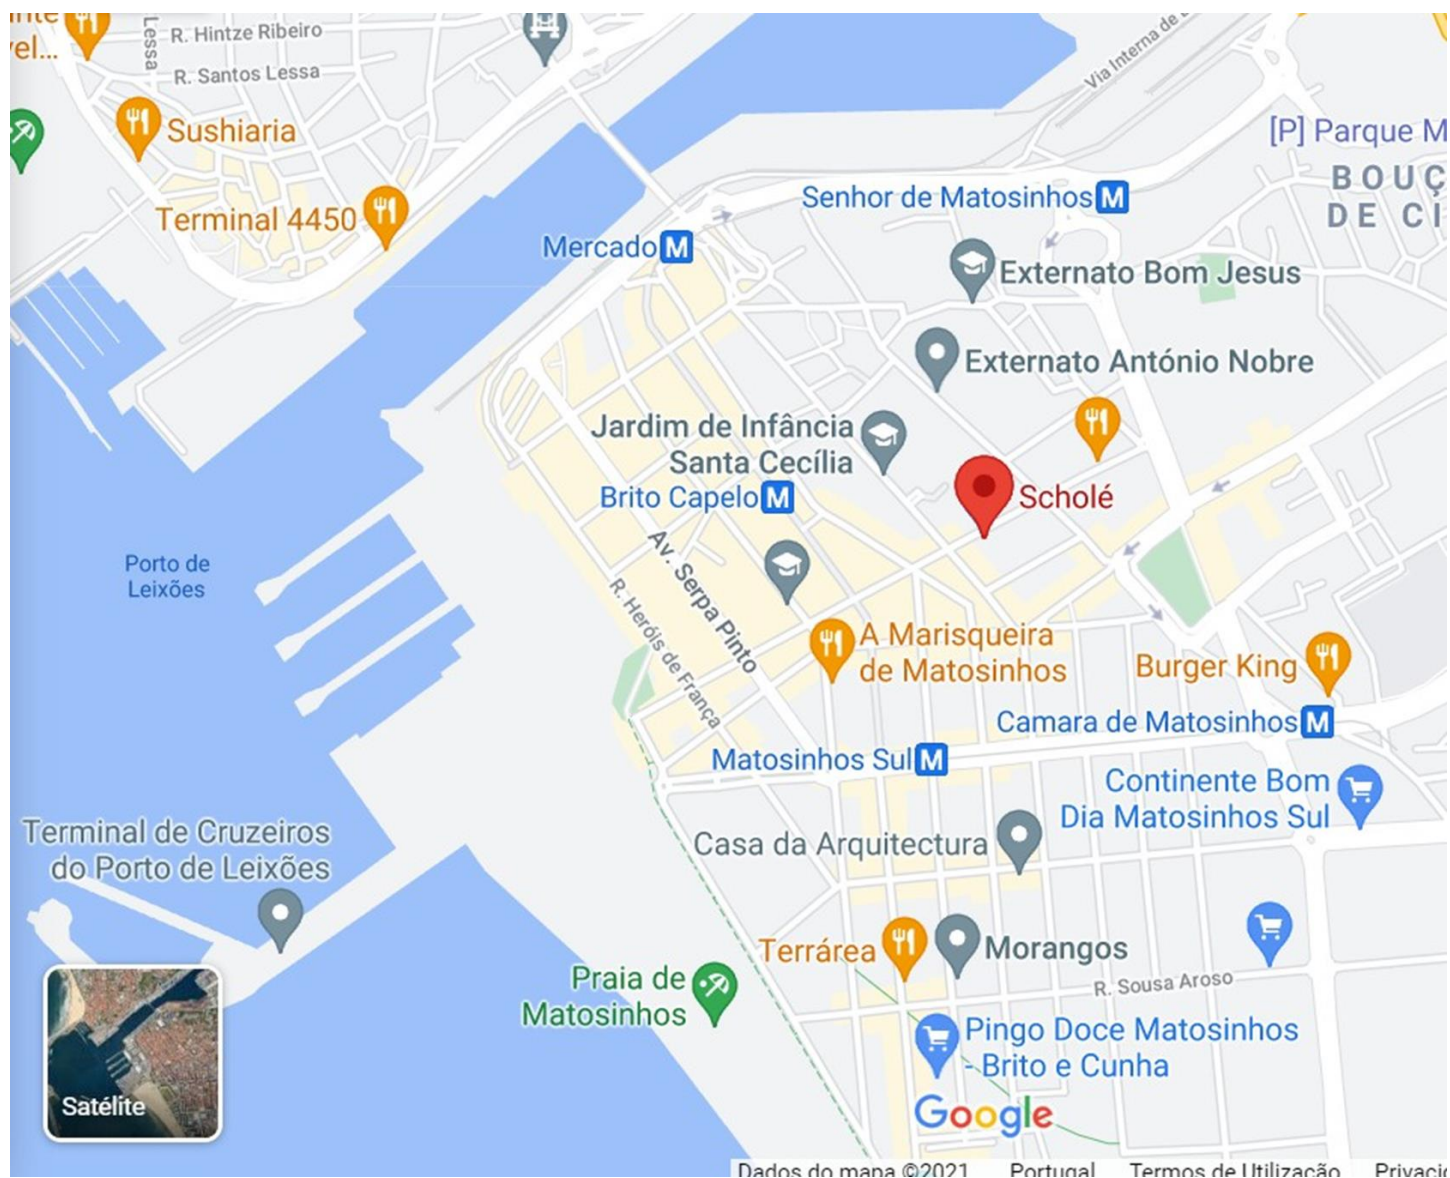 nte
vel...
Lessa
R. Hintze Ribeiro
R. Santos Lessa
Via Interna de
Sushiaria
[P] Parque M
BOUÇ
DE CI
Senhor de Matosinhos M
Terminal 4450
Mercado M
Externato Bom Jesus
Externato António Nobre
Jardim de Infância
Santa Cecília
Brito Capelo M
Scholé
Porto de
Leixões
Av. Serpa Pinto
R. Heróis de França
A Marisqueira
de Matosinhos
Burger King
Camara de Matosinhos M
Matosinhos Sul M
Continente Bom
Dia Matosinhos Sul
Terminal de Cruzeiros
do Porto de Leixões
Casa da Arquitectura
Terrárea
Morangos
Praia de
Matosinhos
R. Sousa Aroso
Pingo Doce Matosinhos
- Brito e Cunha
Satélite
Google
Dados do mapa ©2021 Portugal Termos de Utilização Privaci